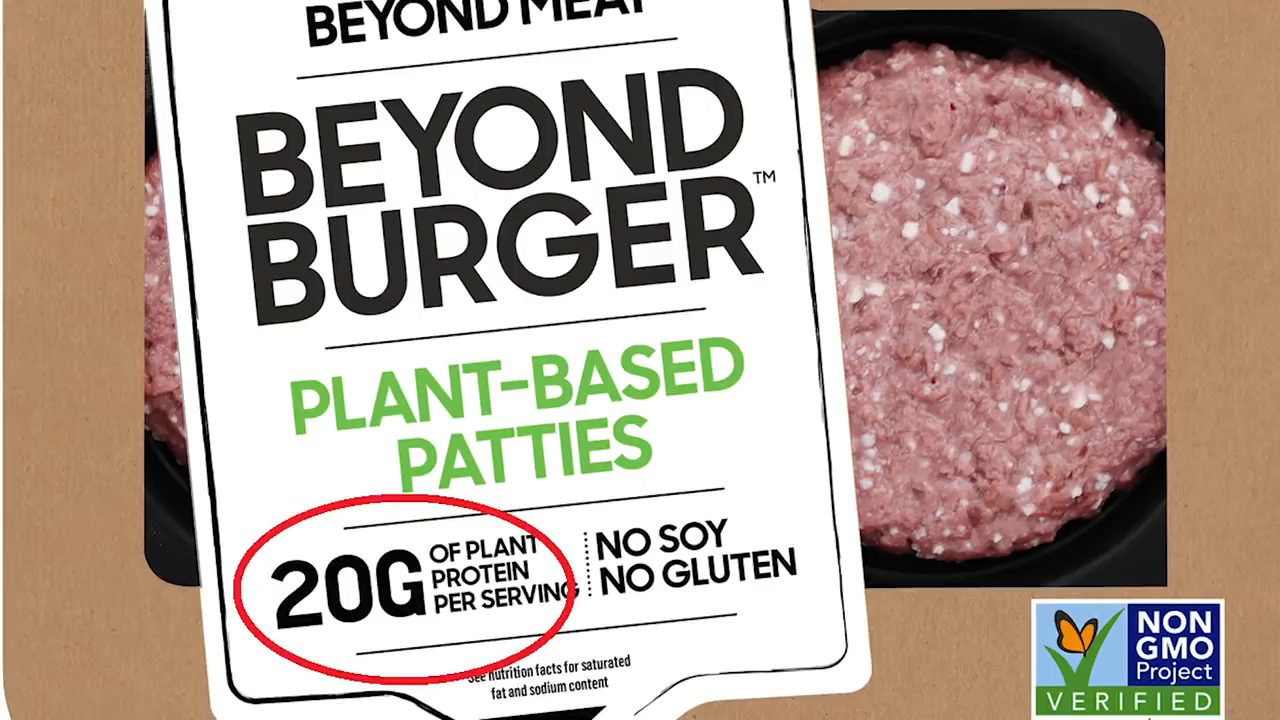 BEYOND MEAT
BEYOND
BURGER™
PLANT-BASED
PATTIES
20G OF PLANT
PROTEIN
PER SERVING
NO SOY
NO GLUTEN
See nutrition facts for saturated
fat and sodium content
NON
GMO
Project
VERIFIED